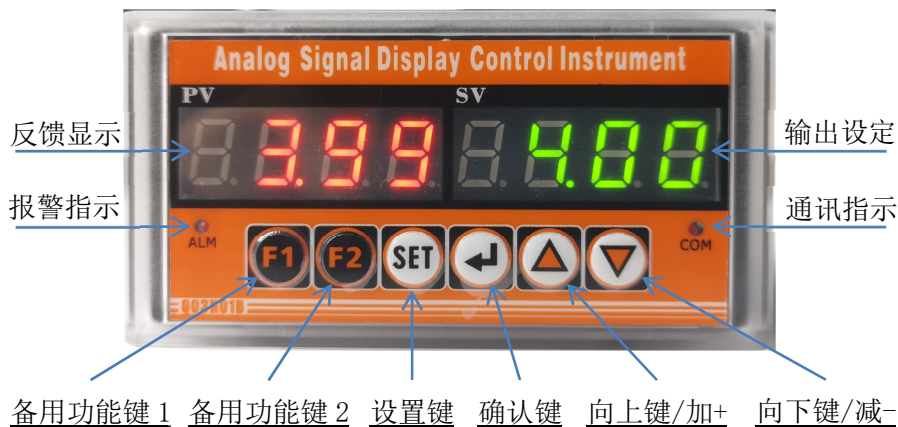 Analog Signal Display Control Instrument
PV SV
反馈显示 3.99 4.00 输出设定
报警指示 ALM COM 通讯指示
F1 F2 SET
备用功能键1 备用功能键2 设置键 确认键 向上键/加+ 向下键/减-